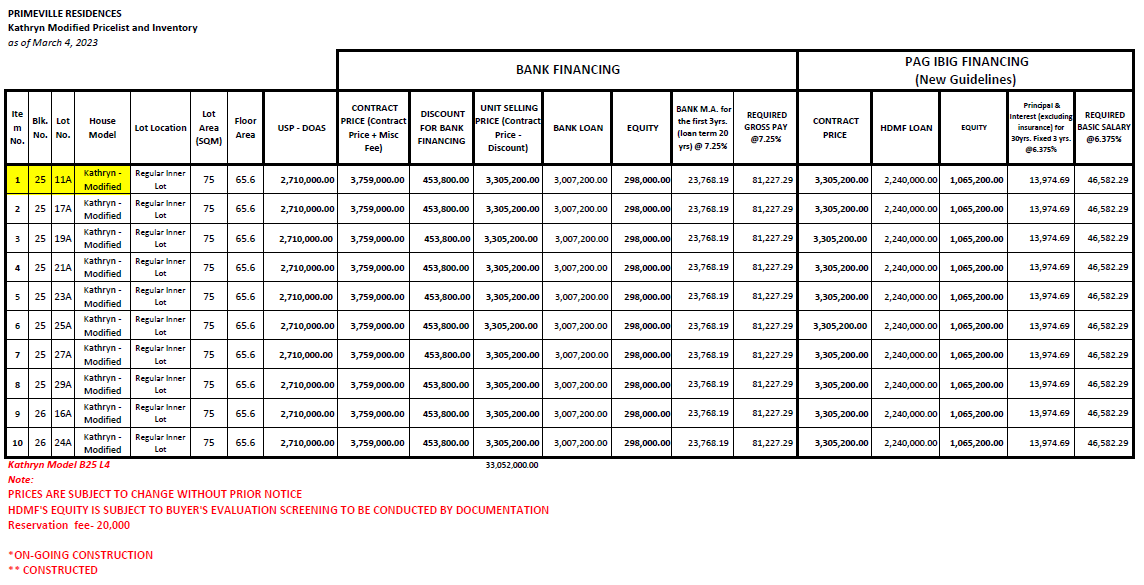 PRIMEVILLE RESIDENCES
Kathryn Modified Pricelist and Inventory
as of March 4, 2023
BANK FINANCING
PAG IBIG FINANCING
(New Guidelines)
Ite m No. Blk. No. Lot No. House Model Lot Location Lot Area (SQM) Floor Area USP - DOAS CONTRACT PRICE (Contract Price + Misc Fee) DISCOUNT FOR BANK FINANCING UNIT SELLING PRICE (Contract Price - Discount) BANK LOAN EQUITY BANK M.A. for the first 3yrs. (loan term 20 yrs) @ 7.25% REQUIRED GROSS PAY @7.25% CONTRACT PRICE HDMF LOAN EQUITY Principal & Interest (excluding insurance) for 30yrs. Fixed 3 yrs. @6.375% REQUIRED BASIC SALARY @6.375%
1 25 11A Kathryn - Modified Regular Inner Lot 75 65.6 2,710,000.00 3,759,000.00 453,800.00 3,305,200.00 3,007,200.00 298,000.00 23,768.19 81,227.29 3,305,200.00 2,240,000.00 1,065,200.00 13,974.69 46,582.29
2 25 17A Kathryn - Modified Regular Inner Lot 75 65.6 2,710,000.00 3,759,000.00 453,800.00 3,305,200.00 3,007,200.00 298,000.00 23,768.19 81,227.29 3,305,200.00 2,240,000.00 1,065,200.00 13,974.69 46,582.29
3 25 19A Kathryn - Modified Regular Inner Lot 75 65.6 2,710,000.00 3,759,000.00 453,800.00 3,305,200.00 3,007,200.00 298,000.00 23,768.19 81,227.29 3,305,200.00 2,240,000.00 1,065,200.00 13,974.69 46,582.29
4 25 21A Kathryn - Modified Regular Inner Lot 75 65.6 2,710,000.00 3,759,000.00 453,800.00 3,305,200.00 3,007,200.00 298,000.00 23,768.19 81,227.29 3,305,200.00 2,240,000.00 1,065,200.00 13,974.69 46,582.29
5 25 23A Kathryn - Modified Regular Inner Lot 75 65.6 2,710,000.00 3,759,000.00 453,800.00 3,305,200.00 3,007,200.00 298,000.00 23,768.19 81,227.29 3,305,200.00 2,240,000.00 1,065,200.00 13,974.69 46,582.29
6 25 25A Kathryn - Modified Regular Inner Lot 75 65.6 2,710,000.00 3,759,000.00 453,800.00 3,305,200.00 3,007,200.00 298,000.00 23,768.19 81,227.29 3,305,200.00 2,240,000.00 1,065,200.00 13,974.69 46,582.29
7 25 27A Kathryn - Modified Regular Inner Lot 75 65.6 2,710,000.00 3,759,000.00 453,800.00 3,305,200.00 3,007,200.00 298,000.00 23,768.19 81,227.29 3,305,200.00 2,240,000.00 1,065,200.00 13,974.69 46,582.29
8 25 29A Kathryn - Modified Regular Inner Lot 75 65.6 2,710,000.00 3,759,000.00 453,800.00 3,305,200.00 3,007,200.00 298,000.00 23,768.19 81,227.29 3,305,200.00 2,240,000.00 1,065,200.00 13,974.69 46,582.29
9 26 16A Kathryn - Modified Regular Inner Lot 75 65.6 2,710,000.00 3,759,000.00 453,800.00 3,305,200.00 3,007,200.00 298,000.00 23,768.19 81,227.29 3,305,200.00 2,240,000.00 1,065,200.00 13,974.69 46,582.29
10 26 24A Kathryn - Modified Regular Inner Lot 75 65.6 2,710,000.00 3,759,000.00 453,800.00 3,305,200.00 3,007,200.00 298,000.00 23,768.19 81,227.29 3,305,200.00 2,240,000.00 1,065,200.00 13,974.69 46,582.29
Kathryn Model B25 L4 33,052,000.00
Note:
PRICES ARE SUBJECT TO CHANGE WITHOUT PRIOR NOTICE
HDMF'S EQUITY IS SUBJECT TO BUYER'S EVALUATION SCREENING TO BE CONDUCTED BY DOCUMENTATION
Reservation fee- 20,000
*ON-GOING CONSTRUCTION
** CONSTRUCTED